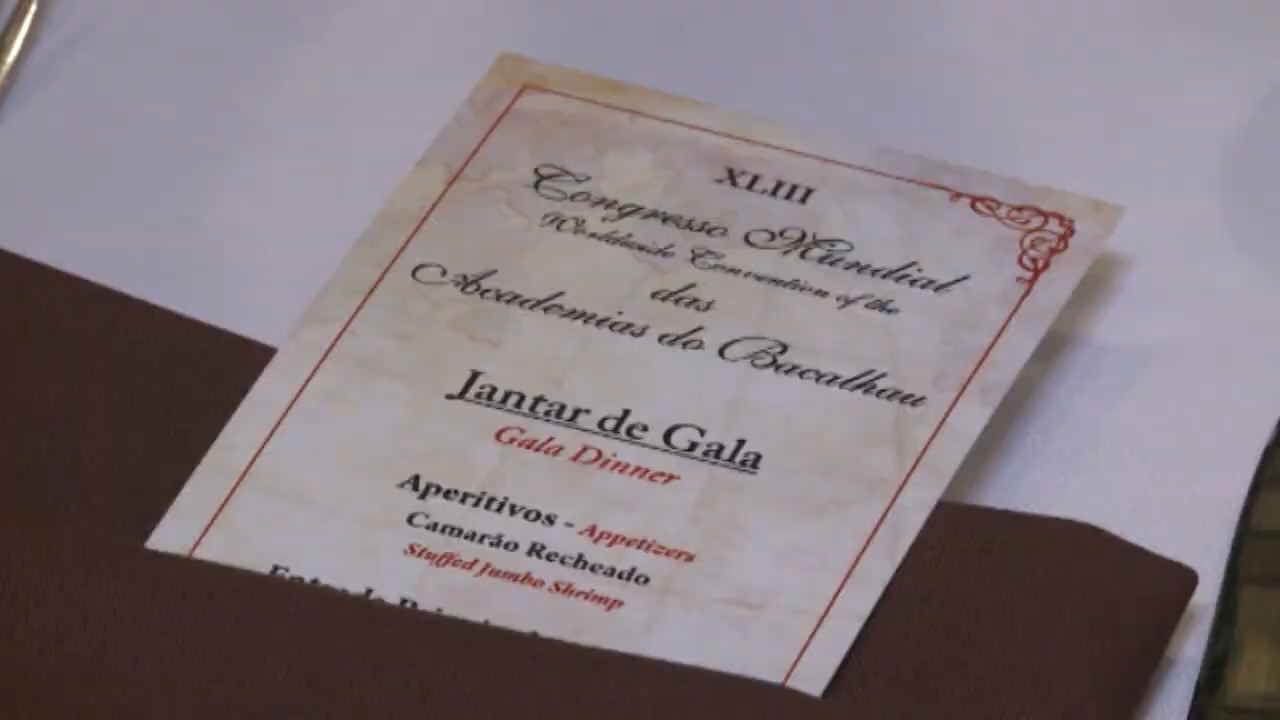 XLIII
Congresso Mundial
Worldwide Convention of the
das
Academias do Bacalhau
Jantar de Gala
Gala Dinner
Aperitivos - Appetizers
Camarão Recheado
Stuffed Jumbo Shrimp